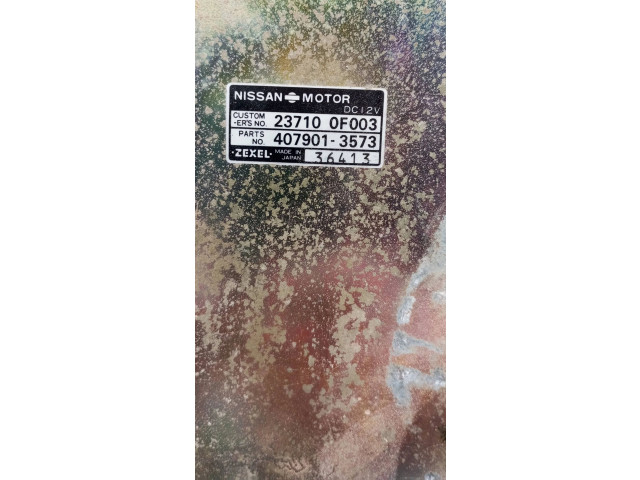 NISSAN MOTOR
DC12V
CUSTOM
-ER'S NO. 23710 0F003
PARTS
NO. 407901-3573
·ZEXEL· MADE IN
JAPAN 36413